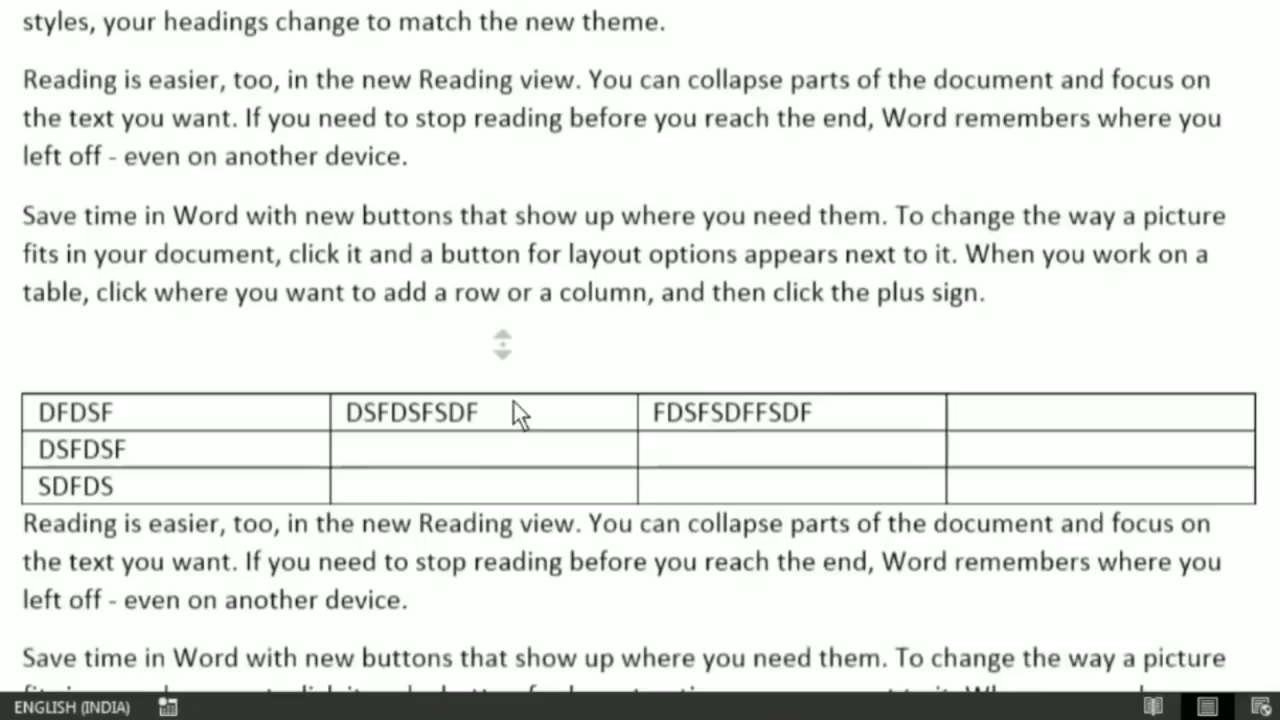 styles, your headings change to match the new theme.
Reading is easier, too, in the new Reading view. You can collapse parts of the document and focus on
the text you want. If you need to stop reading before you reach the end, Word remembers where you
left off - even on another device.
Save time in Word with new buttons that show up where you need them. To change the way a picture
fits in your document, click it and a button for layout options appears next to it. When you work on a
table, click where you want to add a row or a column, and then click the plus sign.
DFDSF DSFDSFSDF FDSFSDFFSDF
DSFDSF
SDFDS
Reading is easier, too, in the new Reading view. You can collapse parts of the document and focus on
the text you want. If you need to stop reading before you reach the end, Word remembers where you
left off - even on another device.
Save time in Word with new buttons that show up where you need them. To change the way a picture
ENGLISH (INDIA)